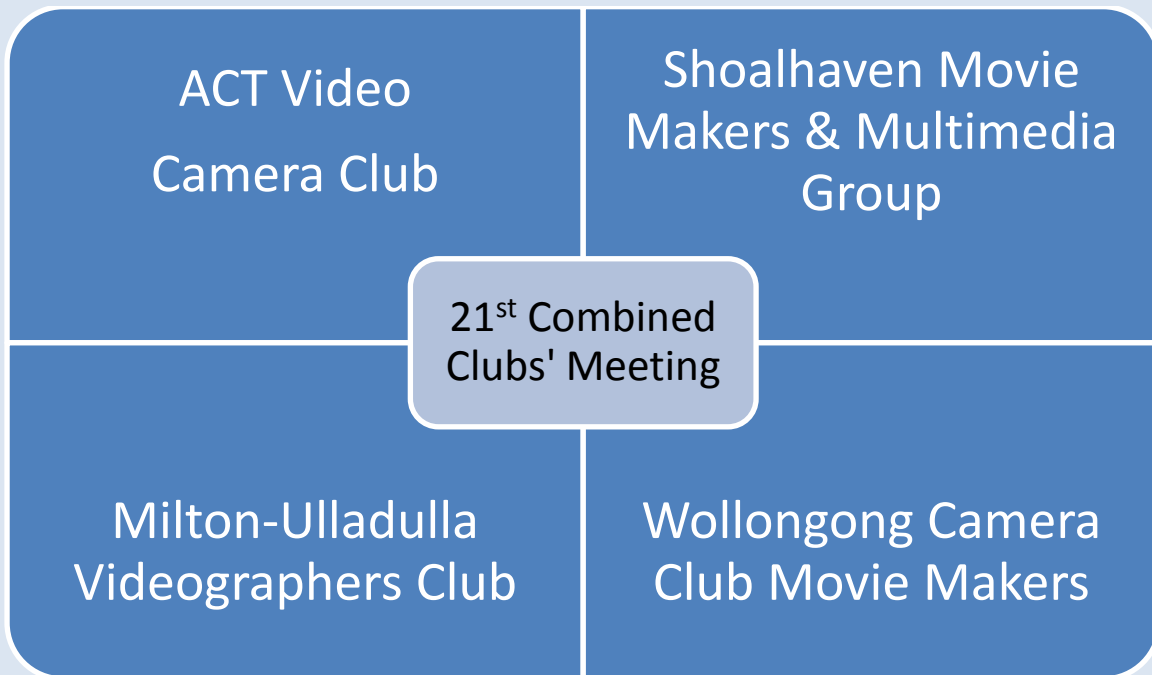 ACT Video
Camera Club
Shoalhaven Movie
Makers & Multimedia
Group
21st Combined
Clubs' Meeting
Milton-Ulladulla
Videographers Club
Wollongong Camera
Club Movie Makers